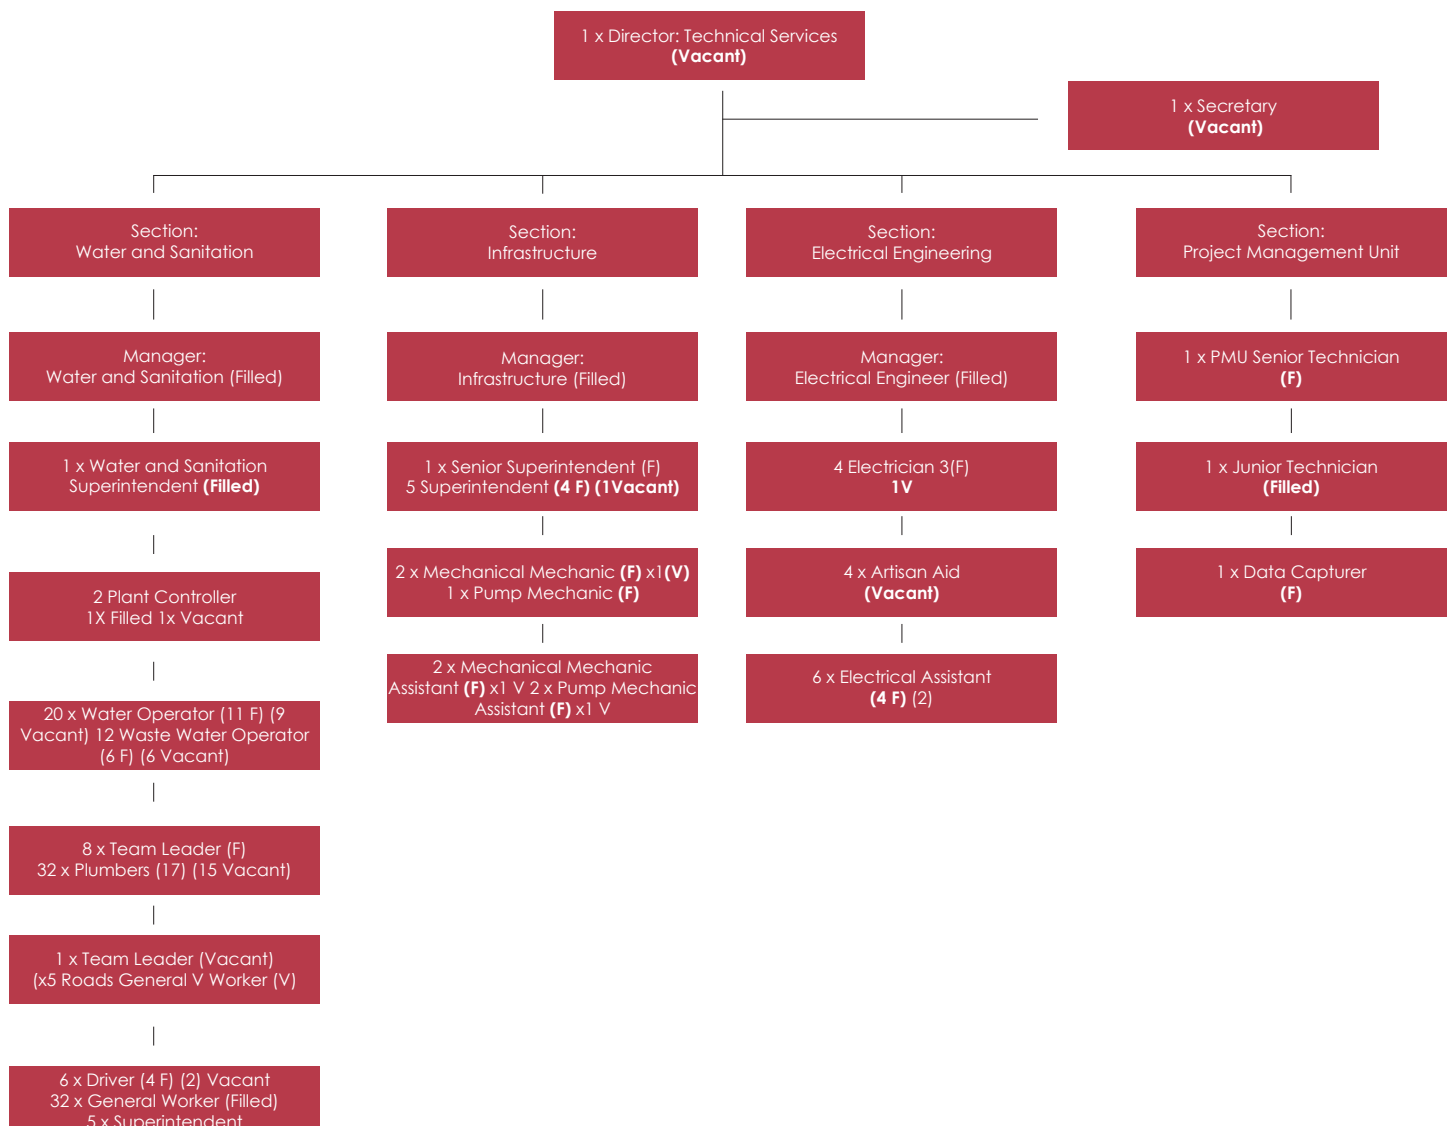 1 x Director: Technical Services
(Vacant)
1 x Secretary
(Vacant)
Section:
Water and Sanitation
Section:
Infrastructure
Section:
Electrical Engineering
Section:
Project Management Unit
Manager:
Water and Sanitation (Filled)
Manager:
Infrastructure (Filled)
Manager:
Electrical Engineer (Filled)
1 x PMU Senior Technician
(F)
1 x Water and Sanitation
Superintendent (Filled)
1 x Senior Superintendent (F)
5 Superintendent (4 F) (1Vacant)
4 Electrician 3(F)
1V
1 x Junior Technician
(Filled)
2 Plant Controller
1X Filled 1x Vacant
2 x Mechanical Mechanic (F) x1(V)
1 x Pump Mechanic (F)
4 x Artisan Aid
(Vacant)
1 x Data Capturer
(F)
20 x Water Operator (11 F) (9
Vacant) 12 Waste Water Operator
(6 F) (6 Vacant)
2 x Mechanical Mechanic
Assistant (F) x1 V 2 x Pump Mechanic
Assistant (F) x1 V
6 x Electrical Assistant
(4 F) (2)
8 x Team Leader (F)
32 x Plumbers (17) (15 Vacant)
1 x Team Leader (Vacant)
(x5 Roads General V Worker (V)
6 x Driver (4 F) (2) Vacant
32 x General Worker (Filled)
5 x Superintendent